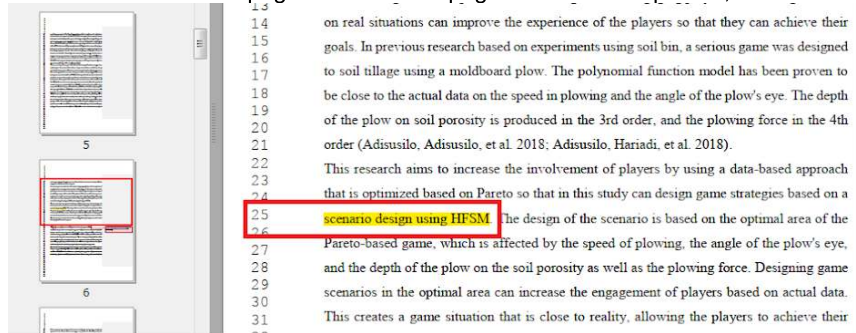 13
14 on real situations can improve the experience of the players so that they can achieve their
15 goals. In previous research based on experiments using soil bin, a serious game was designed
16
17 to soil tillage using a moldboard plow. The polynomial function model has been proven to
18 be close to the actual data on the speed in plowing and the angle of the plow's eye. The depth
19
20 of the plow on soil porosity is produced in the 3rd order, and the plowing force in the 4th
21 order (Adisusilo, Adisusilo, et al. 2018; Adisusilo, Hariadi, et al. 2018).
22 This research aims to increase the involvement of players by using a data-based approach
23
24 that is optimized based on Pareto so that in this study can design game strategies based on a
25 scenario design using HFSM. The design of the scenario is based on the optimal area of the
26
27 Pareto-based game, which is affected by the speed of plowing, the angle of the plow's eye,
28 and the depth of the plow on the soil porosity as well as the plowing force. Designing game
29
30 scenarios in the optimal area can increase the engagement of players based on actual data.
31 This creates a game situation that is close to reality, allowing the players to achieve their
5
6